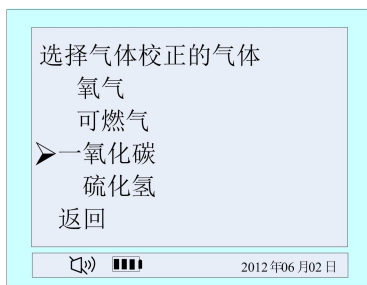 选择气体校正的气体
氧气
可燃气
一氧化碳
硫化氢
返回
2012年06月02日